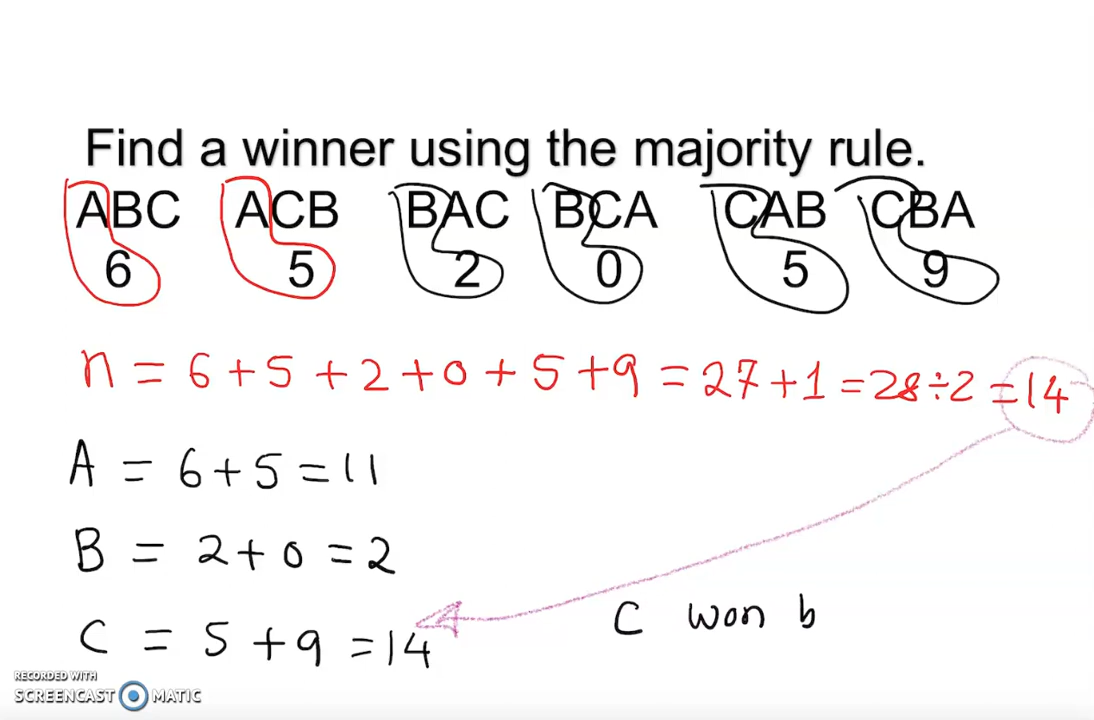 Find a winner using the majority rule.
ABC ACB BAC BCA CAB CBA
6 5 2 0 5 9
n = 6+5+2+0+5+9 = 27+1 = 28÷2 = 14
A = 6+5=11
B = 2+0=2
C = 5+9=14
C won b
RECORDED WITH
SCREENCAST MATIC